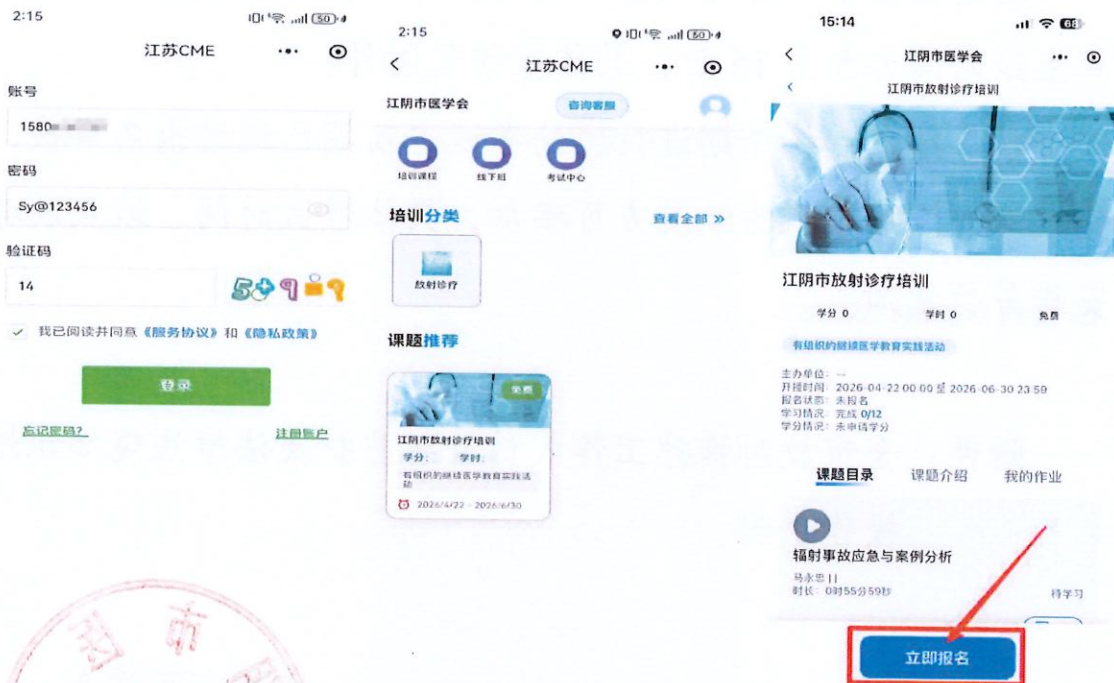 2:15
50
江苏CME
账号
1580
密码
Sy@123456
验证码
14
5+9=?
我已阅读并同意《服务协议》和《隐私政策》
登录
忘记密码? 注册账户
2:15
50
江苏CME
江阴市医学会 咨询客服
培训课程 线下班 考试中心
培训分类 查看全部 »
放射诊疗
课题推荐
免费
江阴市放射诊疗培训
学分: 学时:
有组织的继续医学教育实践活
动
2026/4/22 - 2026/6/30
15:14
江阴市医学会
江阴市放射诊疗培训
江阴市放射诊疗培训
学分 0 学时 0 免费
有组织的继续医学教育实践活动
主办单位: --
开播时间: 2026-04-22 00:00 至 2026-06-30 23:59
报名状态: 未报名
学习情况: 完成 0/12
学分情况: 未申请学分
课题目录 课题介绍 我的作业
辐射事故应急与案例分析
马永忠 ||
时长: 0时55分59秒 待学习
立即报名
市